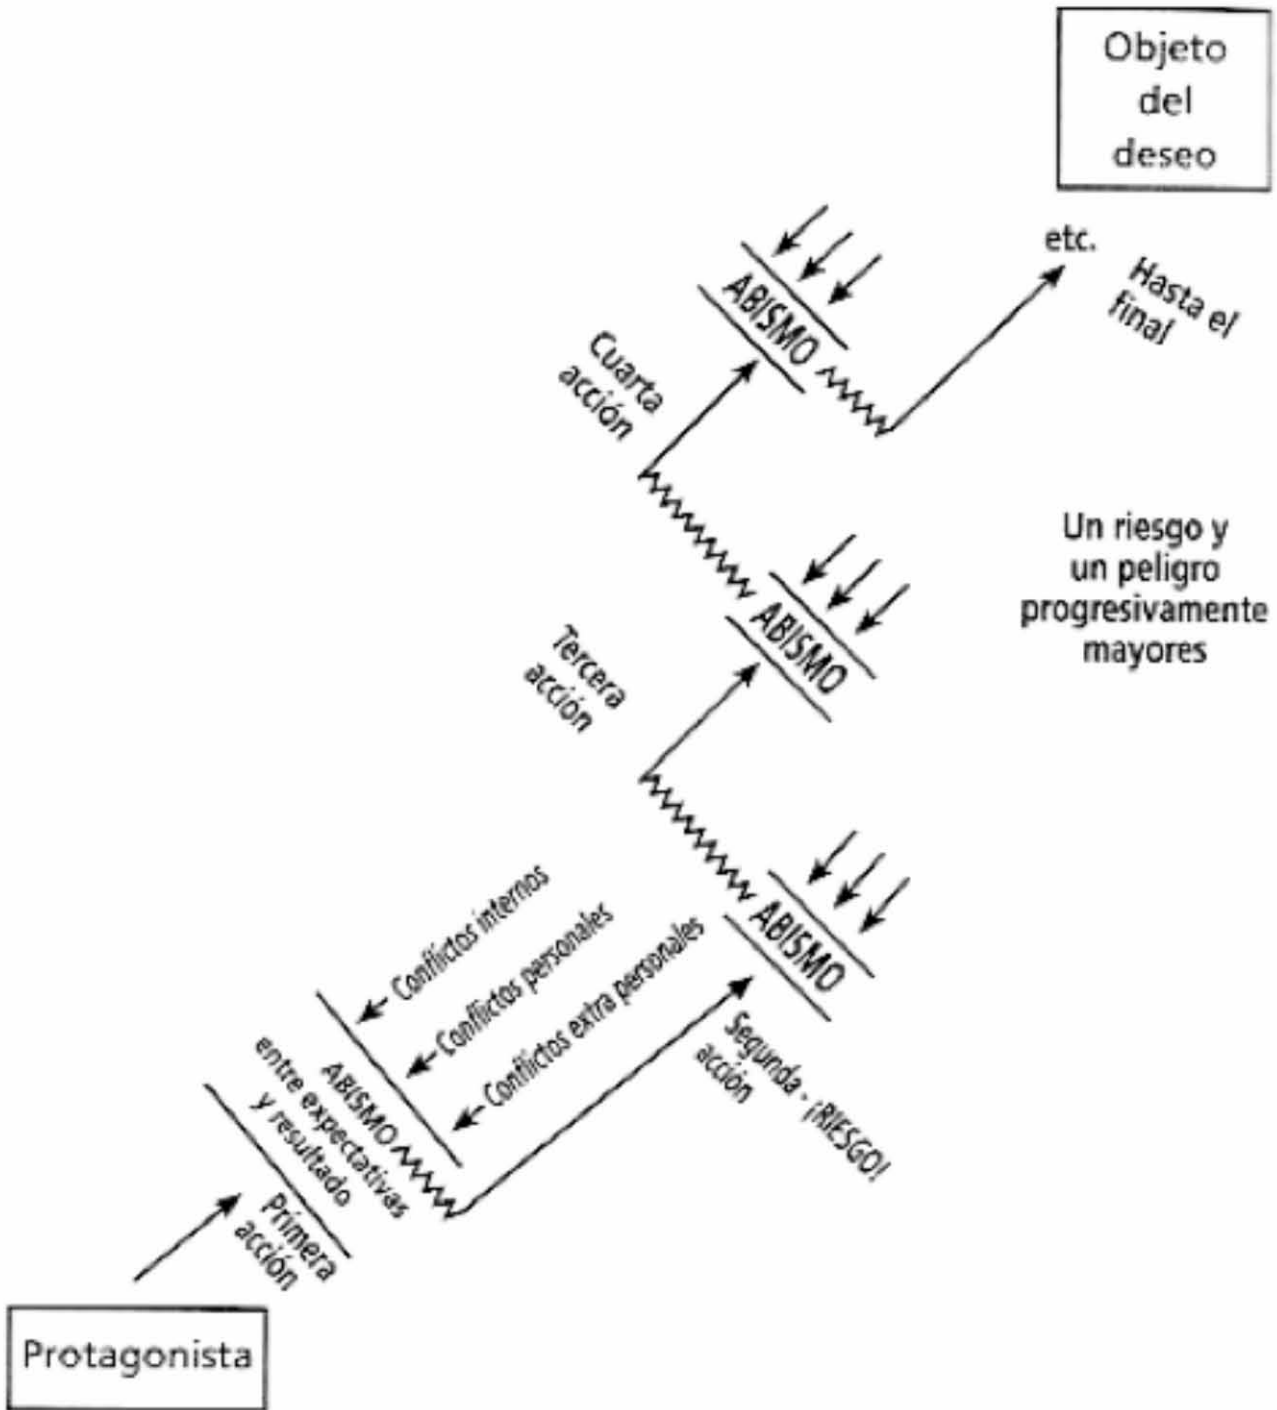 Objeto
del
deseo
etc.
Hasta el
final
ABISMO
Cuarta
acción
Un riesgo y
un peligro
progresivamente
mayores
ABISMO
Tercera
acción
ABISMO
Conflictos internos
Conflictos personales
Conflictos extra personales
Segunda - ¡RIESGO!
acción
ABISMO
entre expectativas
y resultado
Primera
acción
Protagonista